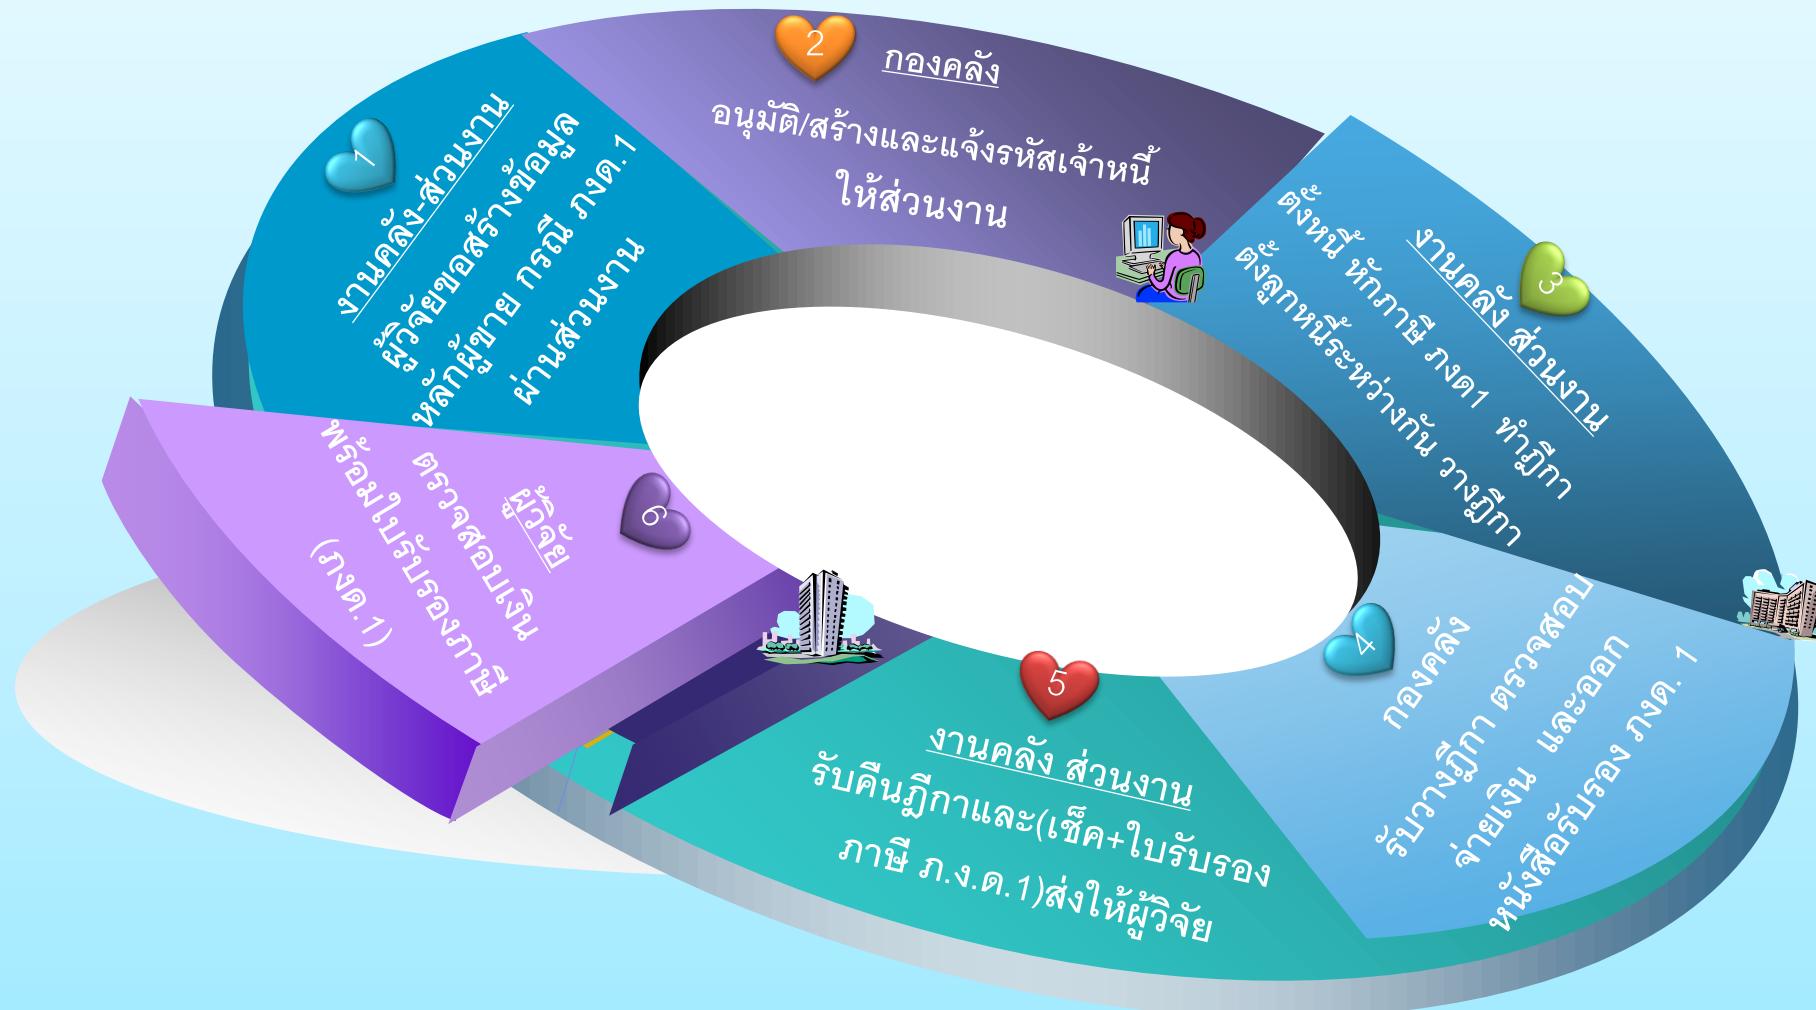 1
งานคลัง-ส่วนงาน
ผู้วิจัยขอสร้างข้อมูล
หลักผู้ขาย กรณี ภงด.1
ผ่านส่วนงาน
2
กองคลัง
อนุมัติ/สร้างและแจ้งรหัสเจ้าหนี้
ให้ส่วนงาน
3
งานคลัง ส่วนงาน
ตั้งหนี้ หักภาษี ภงด1 ทำฎีกา
ตั้งลูกหนี้ระหว่างกัน วางฎีกา
4
กองคลัง
รับวางฎีกา ตรวจสอบ
จ่ายเงิน และออก
หนังสือรับรอง ภงด. 1
5
งานคลัง ส่วนงาน
รับคืนฎีกาและ(เช็ค+ใบรับรอง
ภาษี ภ.ง.ด.1)ส่งให้ผู้วิจัย
6
ผู้วิจัย
ตรวจสอบเงิน
พร้อมใบรับรองภาษี
(ภงด.1)